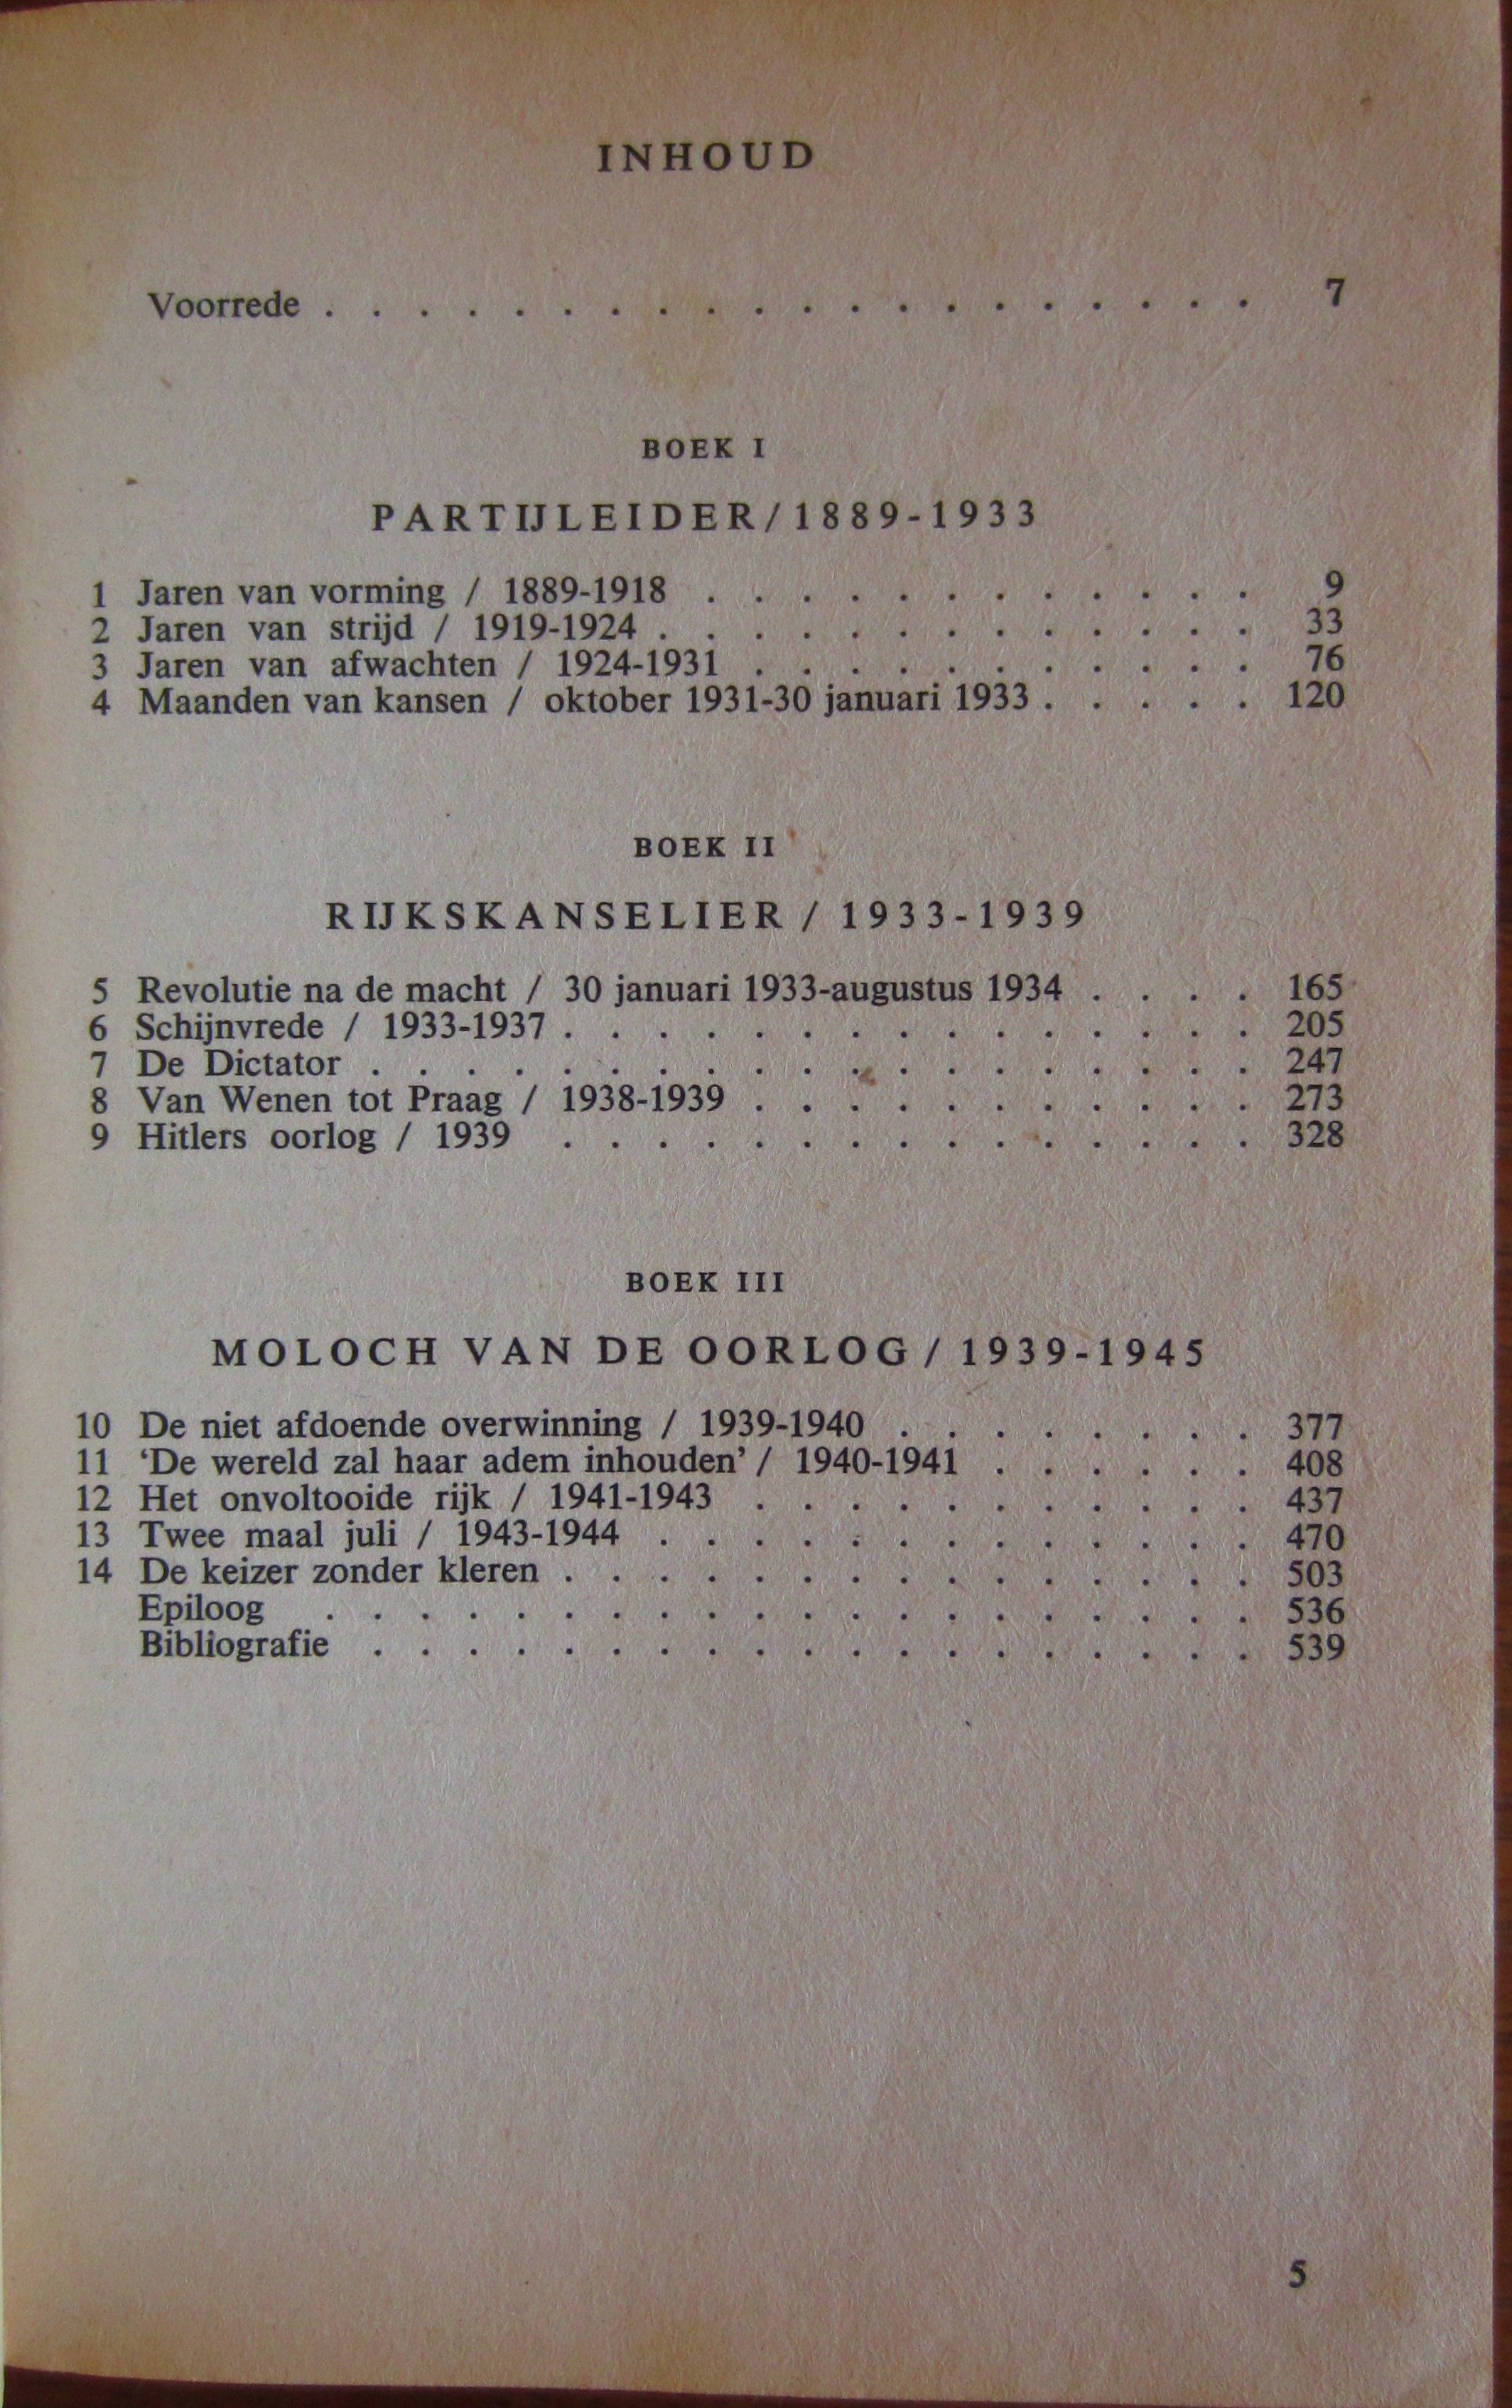 INHOUD
Voorrede . . . . . . . . . . . . . . . . . . . . 7
BOEK I
PARTIJLEIDER/1889-1933
1 Jaren van vorming / 1889-1918 . . . . . . . . . . . . 9
2 Jaren van strijd / 1919-1924 . . . . . . . . . . . . . 33
3 Jaren van afwachten / 1924-1931 . . . . . . . . . . . 76
4 Maanden van kansen / oktober 1931-30 januari 1933 . . . . . 120
BOEK II
RIJKSKANSELIER / 1933-1939
5 Revolutie na de macht / 30 januari 1933-augustus 1934 . . . . 165
6 Schijnvrede / 1933-1937 . . . . . . . . . . . . . . . 205
7 De Dictator . . . . . . . . . . . . . . . . . . . 247
8 Van Wenen tot Praag / 1938-1939 . . . . . . . . . . . 273
9 Hitlers oorlog / 1939 . . . . . . . . . . . . . . . 328
BOEK III
MOLOCH VAN DE OORLOG / 1939-1945
10 De niet afdoende overwinning / 1939-1940 . . . . . . . . 377
11 ‘De wereld zal haar adem inhouden’ / 1940-1941 . . . . . . 408
12 Het onvoltooide rijk / 1941-1943 . . . . . . . . . . . 437
13 Twee maal juli / 1943-1944 . . . . . . . . . . . . . 470
14 De keizer zonder kleren . . . . . . . . . . . . . . . 503
Epiloog . . . . . . . . . . . . . . . . . . . . 536
Bibliografie . . . . . . . . . . . . . . . . . . . 539
5